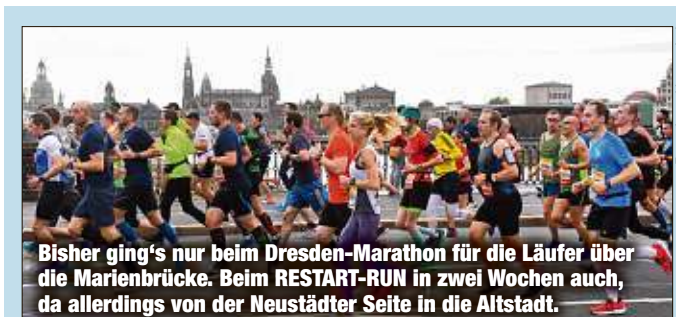 Bisher ging's nur beim Dresden-Marathon für die Läufer über
die Marienbrücke. Beim RESTART-RUN in zwei Wochen auch,
da allerdings von der Neustädter Seite in die Altstadt.